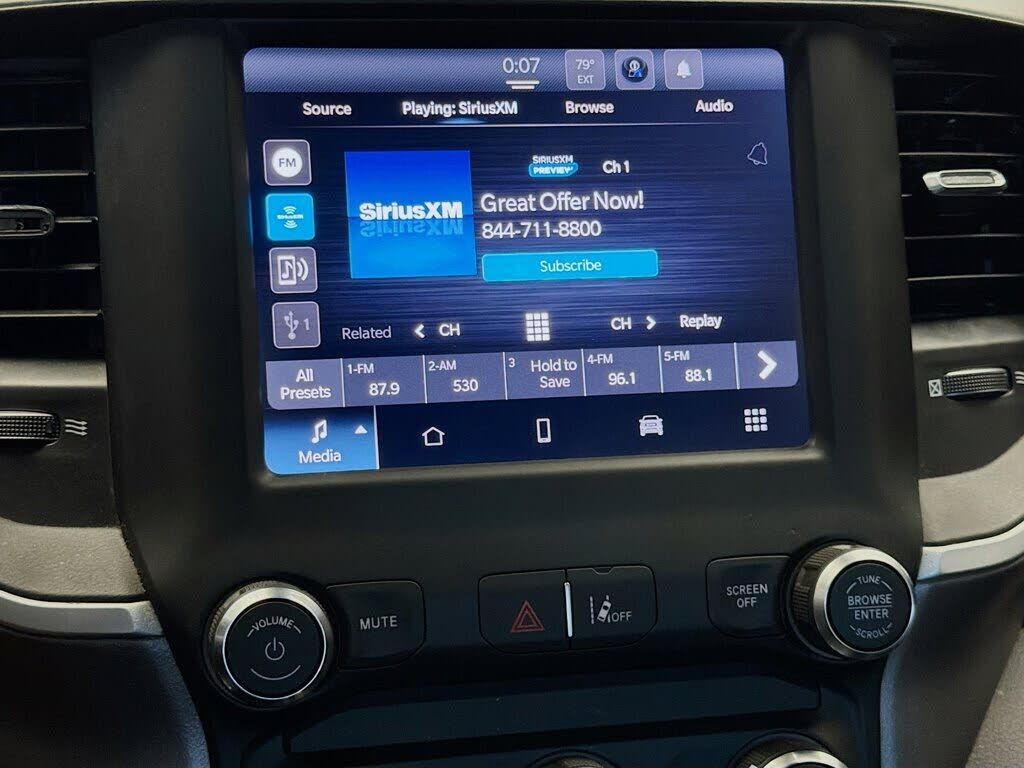 0:07
79°
EXT
Source
Playing: SiriusXM
Browse
Audio
FM
SIRIUSXM
PREVIEW
Ch 1
Great Offer Now!
844-711-8800
Subscribe
SiriusXM
SiriusXM
1
Related
CH
CH
Replay
All
Presets
1-FM
87.9
2-AM
530
3
Hold to
Save
4-FM
96.1
5-FM
88.1
Media
VOLUME
MUTE
OFF
SCREEN
OFF
TUNE
BROWSE
ENTER
SCROLL